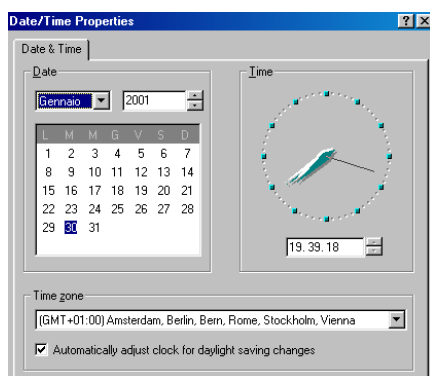 Date/Time Properties
Date & Time
Date
Time
Gennaio
2001
L M M G V S D
1 2 3 4 5 6 7
8 9 10 11 12 13 14
15 16 17 18 19 20 21
22 23 24 25 26 27 28
29 30 31
19.39.18
Time zone
(GMT+01:00) Amsterdam, Berlin, Bern, Rome, Stockholm, Vienna
Automatically adjust clock for daylight saving changes